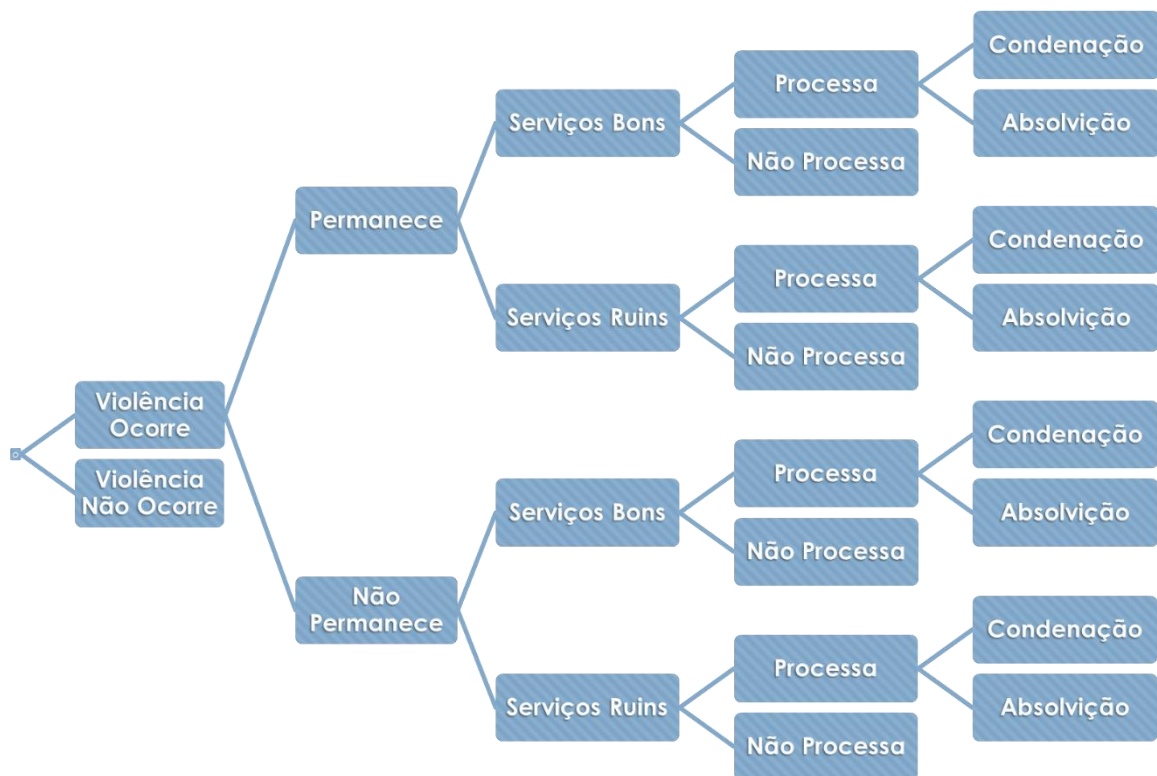 Condenação
Processa
Absolvição
Serviços Bons
Não Processa
Permanece
Condenação
Processa
Absolvição
Serviços Ruins
Não Processa
Violência
Ocorre
Violência
Não Ocorre
Condenação
Processa
Absolvição
Serviços Bons
Não Processa
Não
Permanece
Condenação
Processa
Absolvição
Serviços Ruins
Não Processa